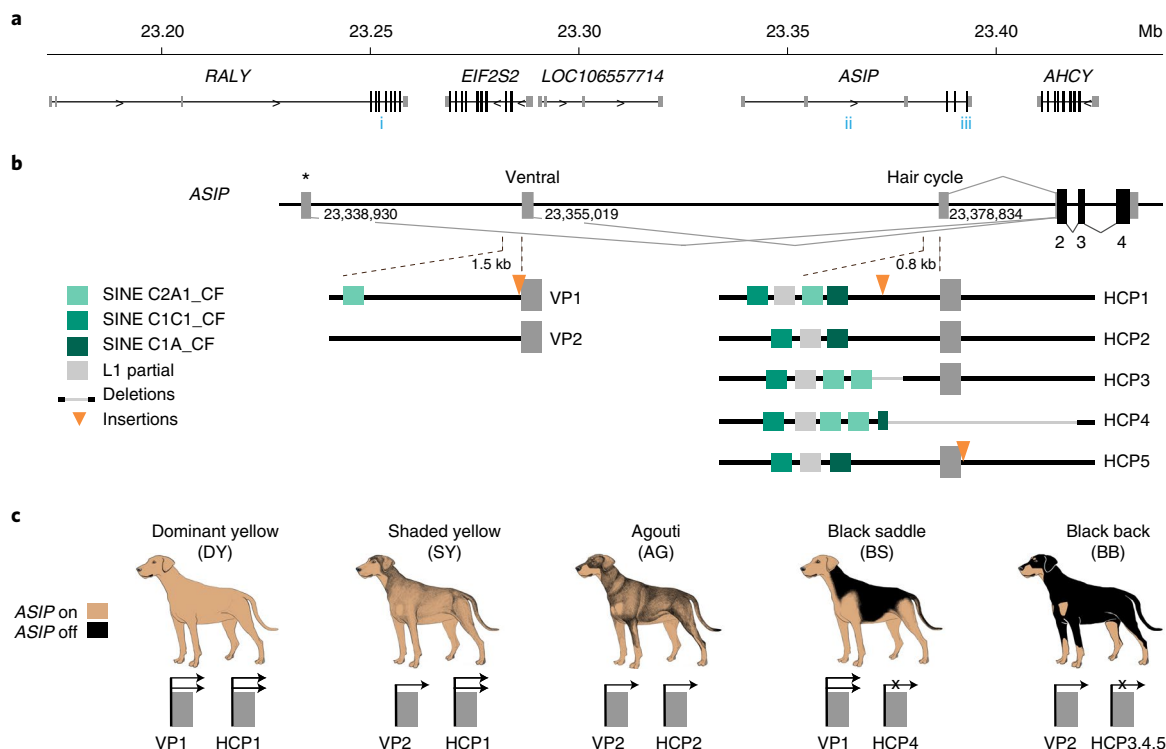 a
23.20 23.25 23.30 23.35 23.40 Mb
RALY EIF2S2 LOC106557714 ASIP AHCY
i ii iii
b
* Ventral Hair cycle
ASIP
23,338,930 23,355,019 23,378,834
2 3 4
1.5 kb 0.8 kb
SINE C2A1_CF
SINE C1C1_CF
SINE C1A_CF
L1 partial
Deletions
Insertions
VP1
VP2
HCP1
HCP2
HCP3
HCP4
HCP5
c
Dominant yellow
(DY)
Shaded yellow
(SY)
Agouti
(AG)
Black saddle
(BS)
Black back
(BB)
ASIP on
ASIP off
x x
VP1 HCP1 VP2 HCP1 VP2 HCP2 VP1 HCP4 VP2 HCP3,4,5